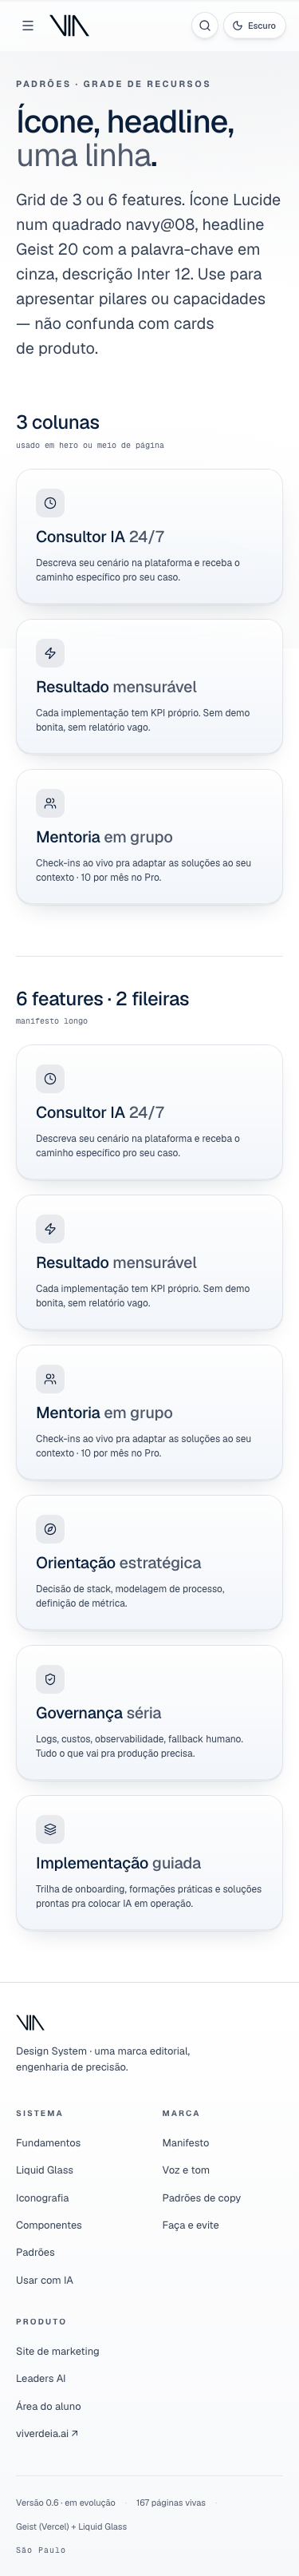 VIA
Escuro
PADRÕES · GRADE DE RECURSOS
Ícone, headline,
uma linha.
Grid de 3 ou 6 features. Ícone Lucide
num quadrado navy@08, headline
Geist 20 com a palavra-chave em
cinza, descrição Inter 12. Use para
apresentar pilares ou capacidades
— não confunda com cards
de produto.
3 colunas
usado em hero ou meio de página
Consultor IA 24/7
Descreva seu cenário na plataforma e receba o
caminho específico pro seu caso.
Resultado mensurável
Cada implementação tem KPI próprio. Sem demo
bonita, sem relatório vago.
Mentoria em grupo
Check-ins ao vivo pra adaptar as soluções ao seu
contexto · 10 por mês no Pro.
6 features · 2 fileiras
manifesto longo
Consultor IA 24/7
Descreva seu cenário na plataforma e receba o
caminho específico pro seu caso.
Resultado mensurável
Cada implementação tem KPI próprio. Sem demo
bonita, sem relatório vago.
Mentoria em grupo
Check-ins ao vivo pra adaptar as soluções ao seu
contexto · 10 por mês no Pro.
Orientação estratégica
Decisão de stack, modelagem de processo,
definição de métrica.
Governança séria
Logs, custos, observabilidade, fallback humano.
Tudo o que vai pra produção precisa.
Implementação guiada
Trilha de onboarding, formações práticas e soluções
prontas pra colocar IA em operação.
VIA
Design System · uma marca editorial,
engenharia de precisão.
SISTEMA
Fundamentos
Liquid Glass
Iconografia
Componentes
Padrões
Usar com IA
MARCA
Manifesto
Voz e tom
Padrões de copy
Faça e evite
PRODUTO
Site de marketing
Leaders AI
Área do aluno
viverdeia.ai ↗
Versão 0.6 · em evolução · 167 páginas vivas ·
Geist (Vercel) + Liquid Glass
São Paulo